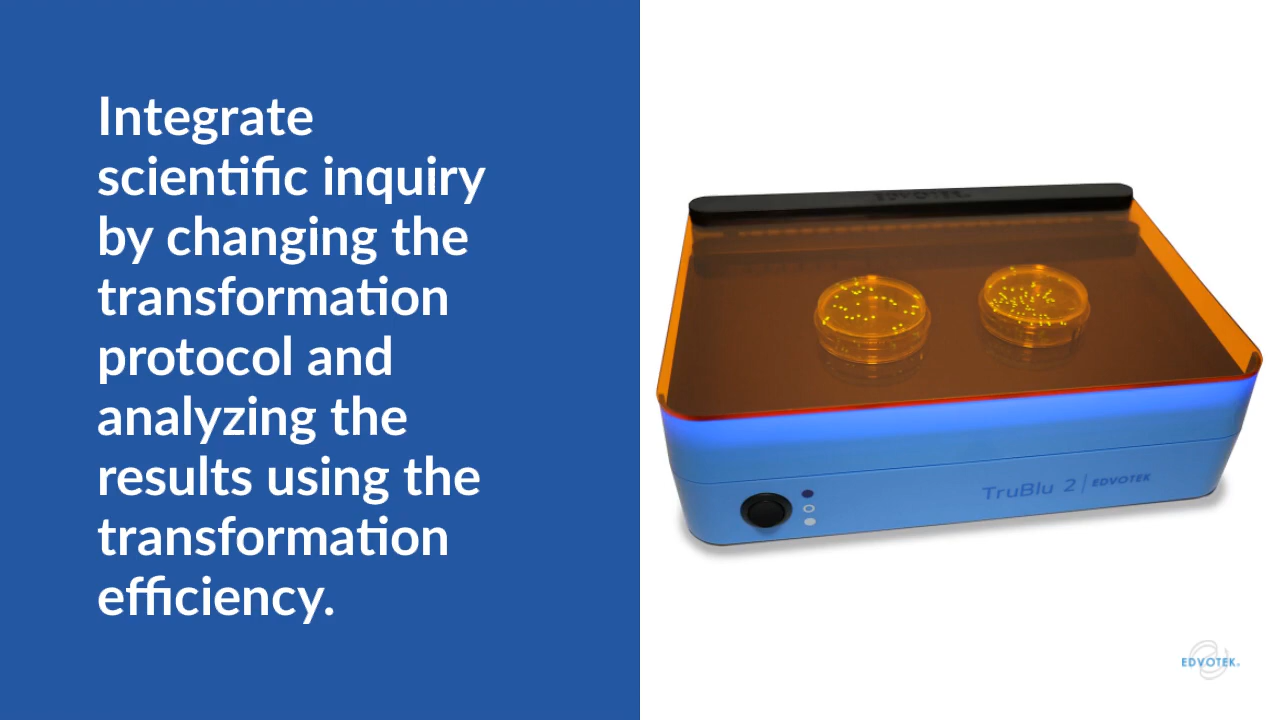 Integrate
scientific inquiry
by changing the
transformation
protocol and
analyzing the
results using the
transformation
efficiency.
EDVOTEK
TruBlu 2 | EDVOTEK
EDVOTEK®